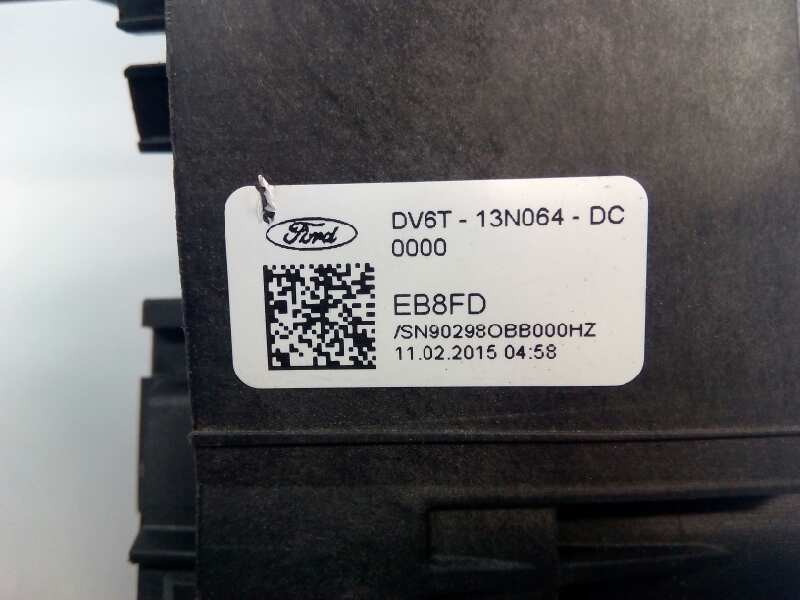 Ford
DV6T - 13N064 - DC
0000
EB8FD
/SN90298OBB000HZ
11.02.2015 04:58